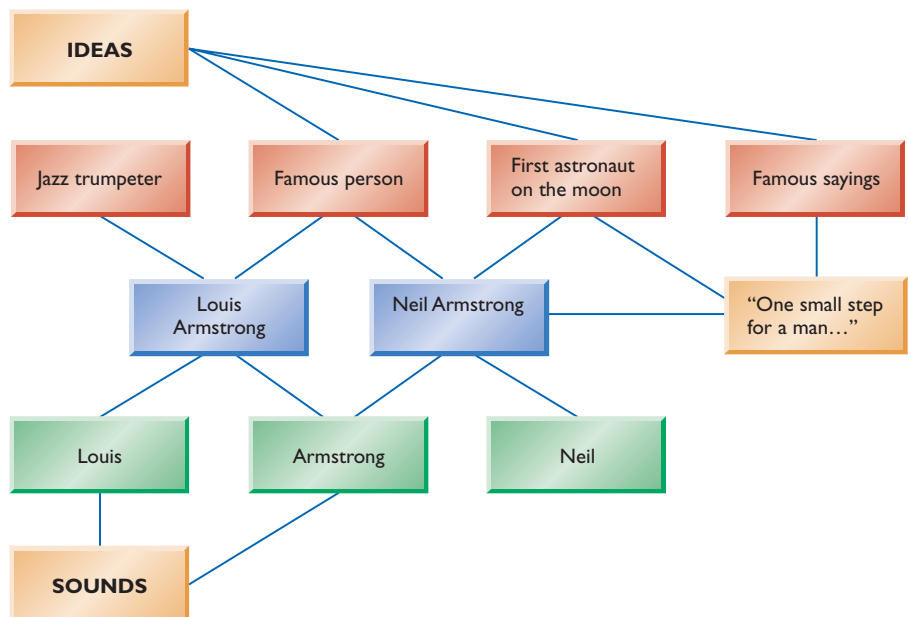 IDEAS
Jazz trumpeter
Famous person
First astronaut
on the moon
Famous sayings
Louis
Armstrong
Neil Armstrong
“One small step
for a man…”
Louis
Armstrong
Neil
SOUNDS